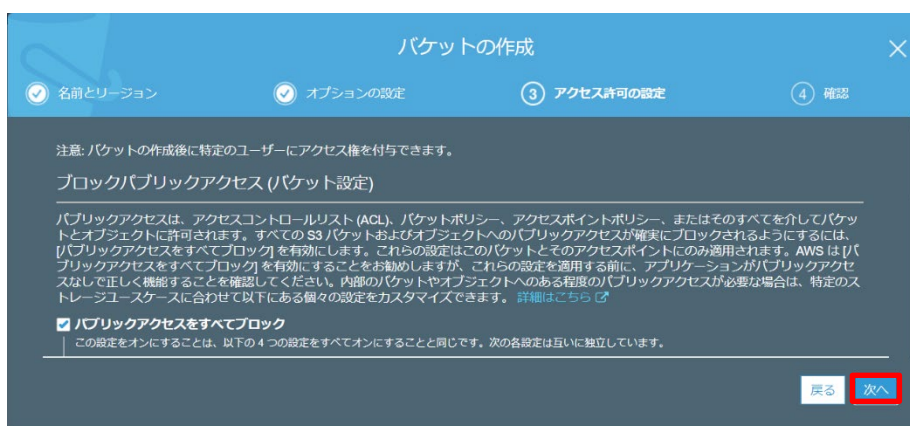 バケットの作成
名前とリージョン
オプションの設定
3 アクセス許可の設定
4 確認
注意: バケットの作成後に特定のユーザーにアクセス権を付与できます。
ブロックパブリックアクセス (バケット設定)
パブリックアクセスは、アクセスコントロールリスト (ACL)、バケットポリシー、アクセスポイントポリシー、またはそのすべてを介してバケッ
トとオブジェクトに許可されます。すべての S3 バケットおよびオブジェクトへのパブリックアクセスが確実にブロックされるようにするには、
[パブリックアクセスをすべてブロック] を有効にします。これらの設定はこのバケットとそのアクセスポイントにのみ適用されます。AWS は [パ
ブリックアクセスをすべてブロック] を有効にすることをお勧めしますが、これらの設定を適用する前に、アプリケーションがパブリックアクセ
スなしで正しく機能することを確認してください。内部のバケットやオブジェクトへのある程度のパブリックアクセスが必要な場合は、特定のス
トレージユースケースに合わせて以下にある個々の設定をカスタマイズできます。 詳細はこちら
パブリックアクセスをすべてブロック
この設定をオンにすることは、以下の 4 つの設定をすべてオンにすることと同じです。次の各設定は互いに独立しています。
戻る 次へ